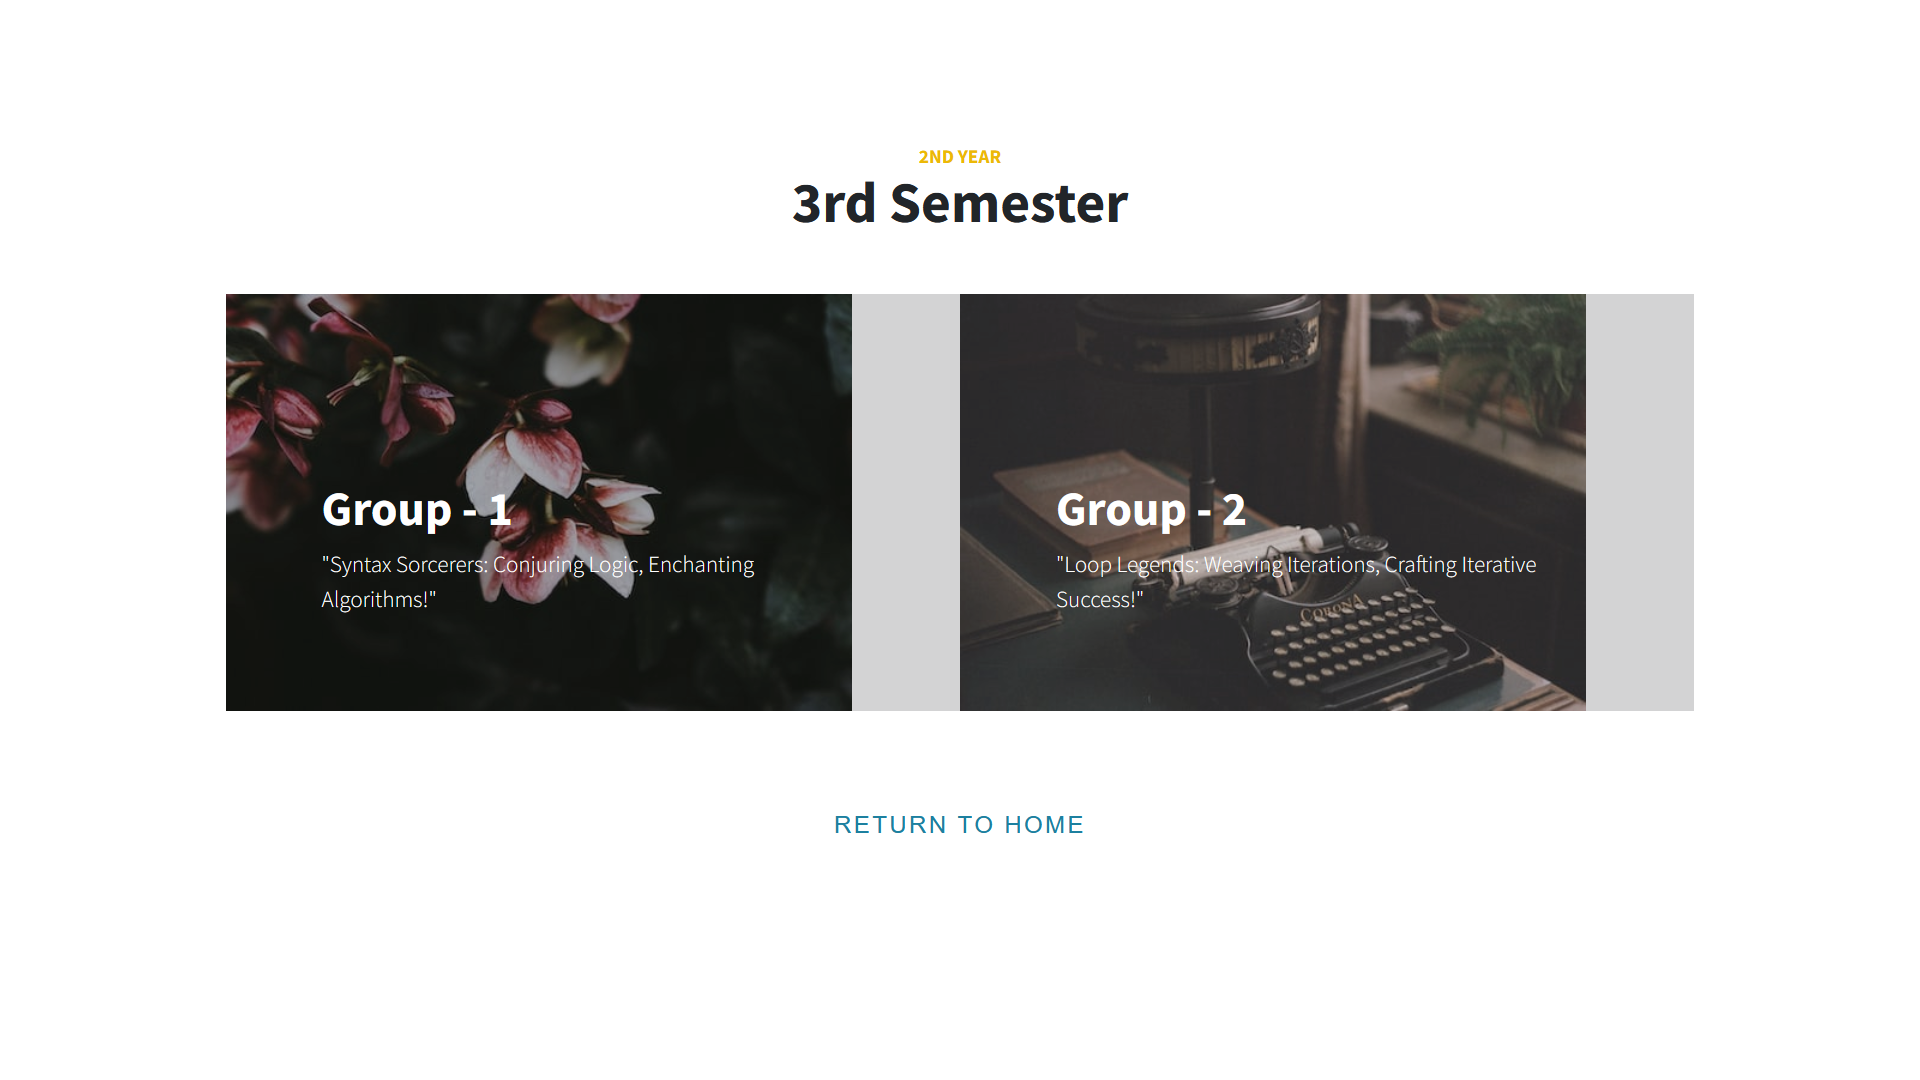 2ND YEAR
3rd Semester
Group - 1
"Syntax Sorcerers: Conjuring Logic, Enchanting
Algorithms!"
Group - 2
"Loop Legends: Weaving Iterations, Crafting Iterative
Success!"
CORONA
RETURN TO HOME